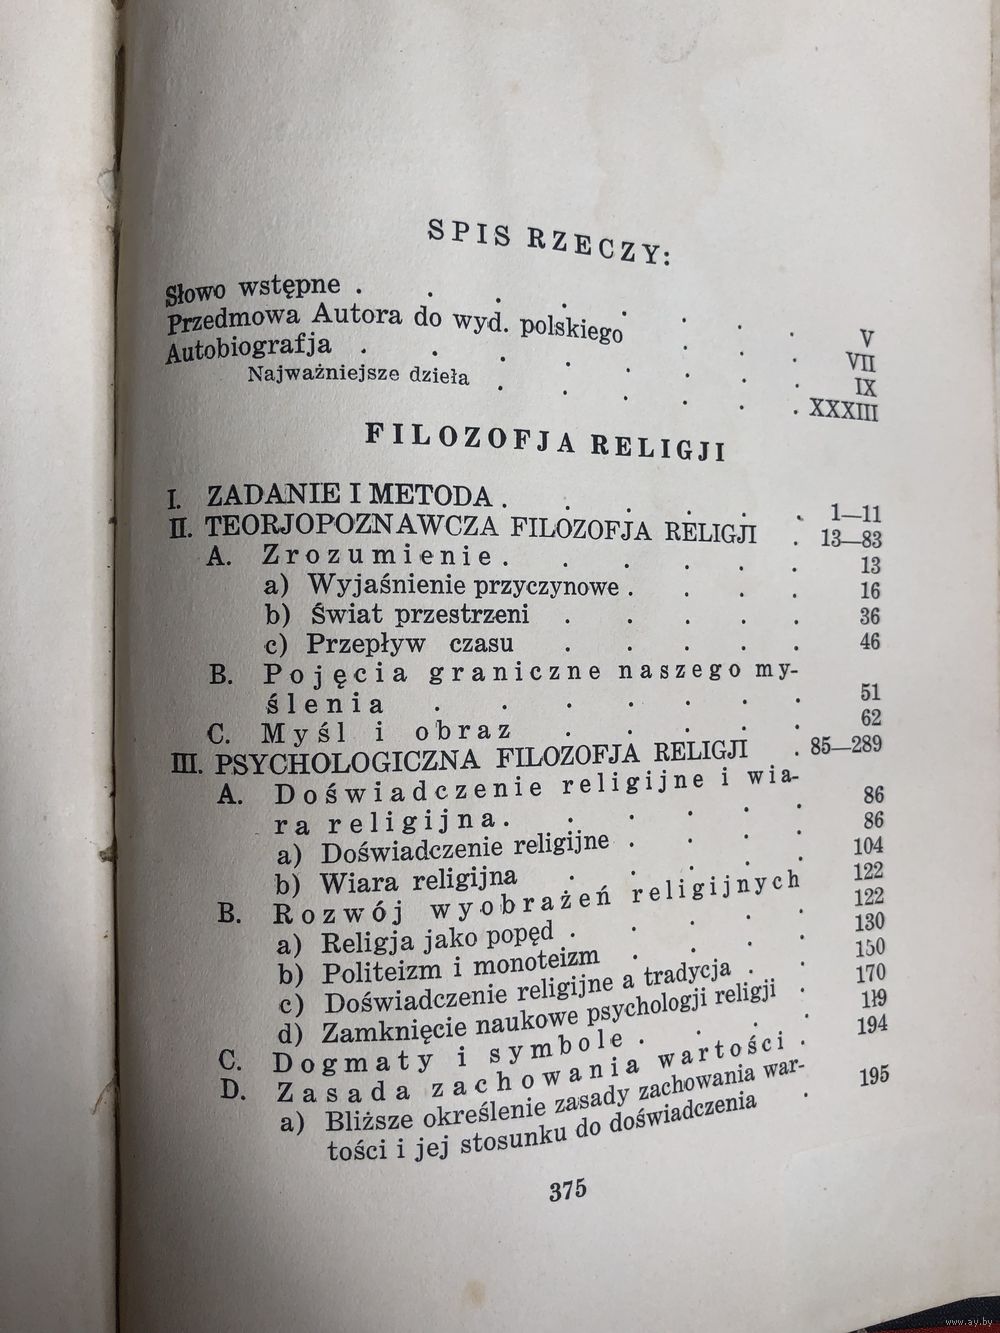 SPIS RZECZY:
Słowo wstępne . . . . . . . . V
Przedmowa Autora do wyd. polskiego . . . VII
Autobiografja . . . . . . . . IX
Najważniejsze dzieła . . . . . . XXXIII
FILOZOFJA RELIGJI
I. ZADANIE I METODA . . . . . . 1—11
II. TEORJOPOZNAWCZA FILOZOFJA RELIGJI . 13—83
A. Zrozumienie . . . . . . 13
a) Wyjaśnienie przyczynowe . . . . 16
b) Świat przestrzeni . . . . . 36
c) Przepływ czasu . . . . . 46
B. Pojęcia graniczne naszego my-
ślenia . . . . . . . 51
C. Myśl i obraz . . . . . 62
III. PSYCHOLOGICZNA FILOZOFJA RELIGJI . 85—289
A. Doświadczenie religijne i wia-
ra religijna . . . . . . 86
a) Doświadczenie religijne . . . . 86
b) Wiara religijna . . . . . 104
B. Rozwój wyobrażeń religijnych 122
a) Religja jako popęd . . . . . 122
b) Politeizm i monoteizm . . . . 130
c) Doświadczenie religijne a tradycja . . 150
d) Zamknięcie naukowe psychologji religji . 170
C. Dogmaty i symbole . . . . 119
D. Zasada zachowania wartości . 194
a) Bliższe określenie zasady zachowania war-
tości i jej stosunku do doświadczenia . 195
375
www.ay.by